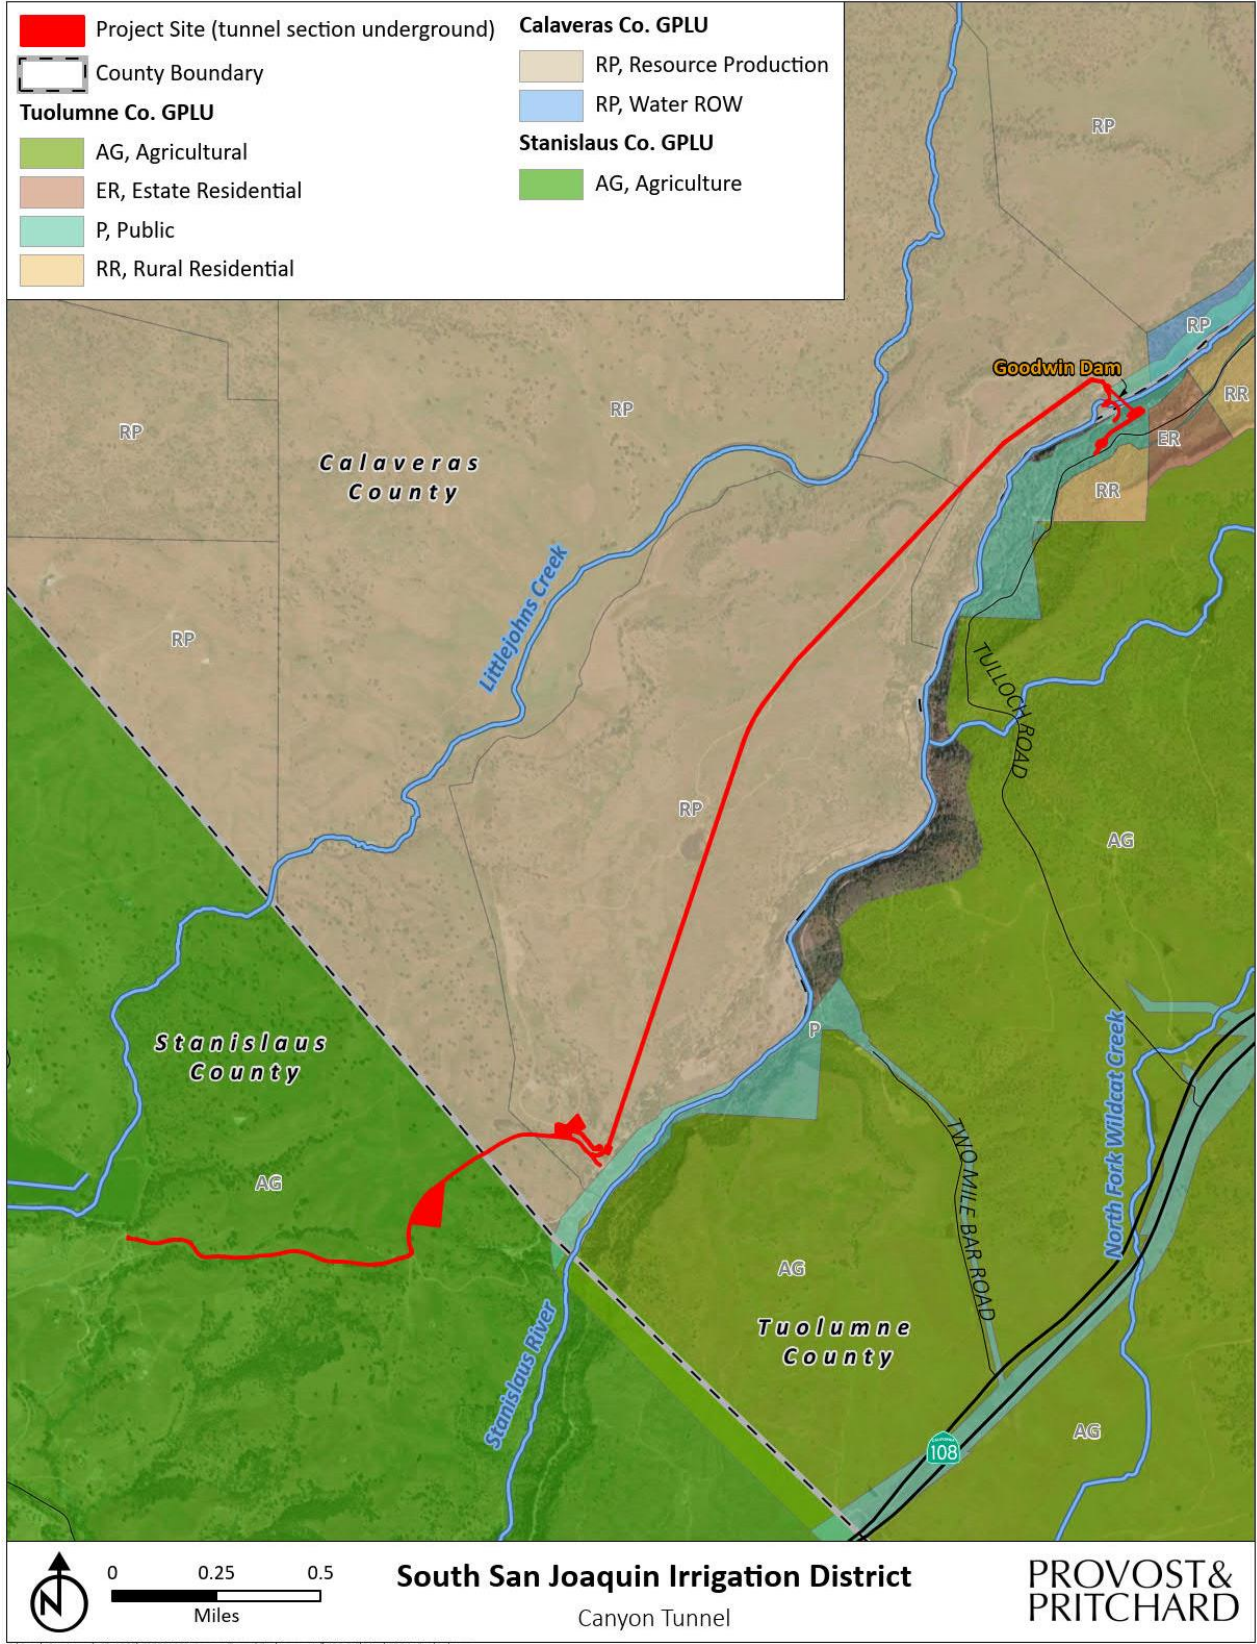 Project Site (tunnel section underground)
County Boundary
Tuolumne Co. GPLU
AG, Agricultural
ER, Estate Residential
P, Public
RR, Rural Residential
Calaveras Co. GPLU
RP, Resource Production
RP, Water ROW
Stanislaus Co. GPLU
AG, Agriculture
RP
RP
Goodwin Dam
RR
RP
RP
ER
Calaveras
County
RR
Littlejohns Creek
RP
TULLOCH ROAD
RP
AG
P
Stanislaus
County
North Fork Wildcat Creek
TWO MILE BAR ROAD
AG
AG
Tuolumne
County
Stanislaus River
AG
CALIFORNIA
108
N
0 0.25 0.5
Miles
South San Joaquin Irrigation District
Canyon Tunnel
PROVOST&
PRITCHARD